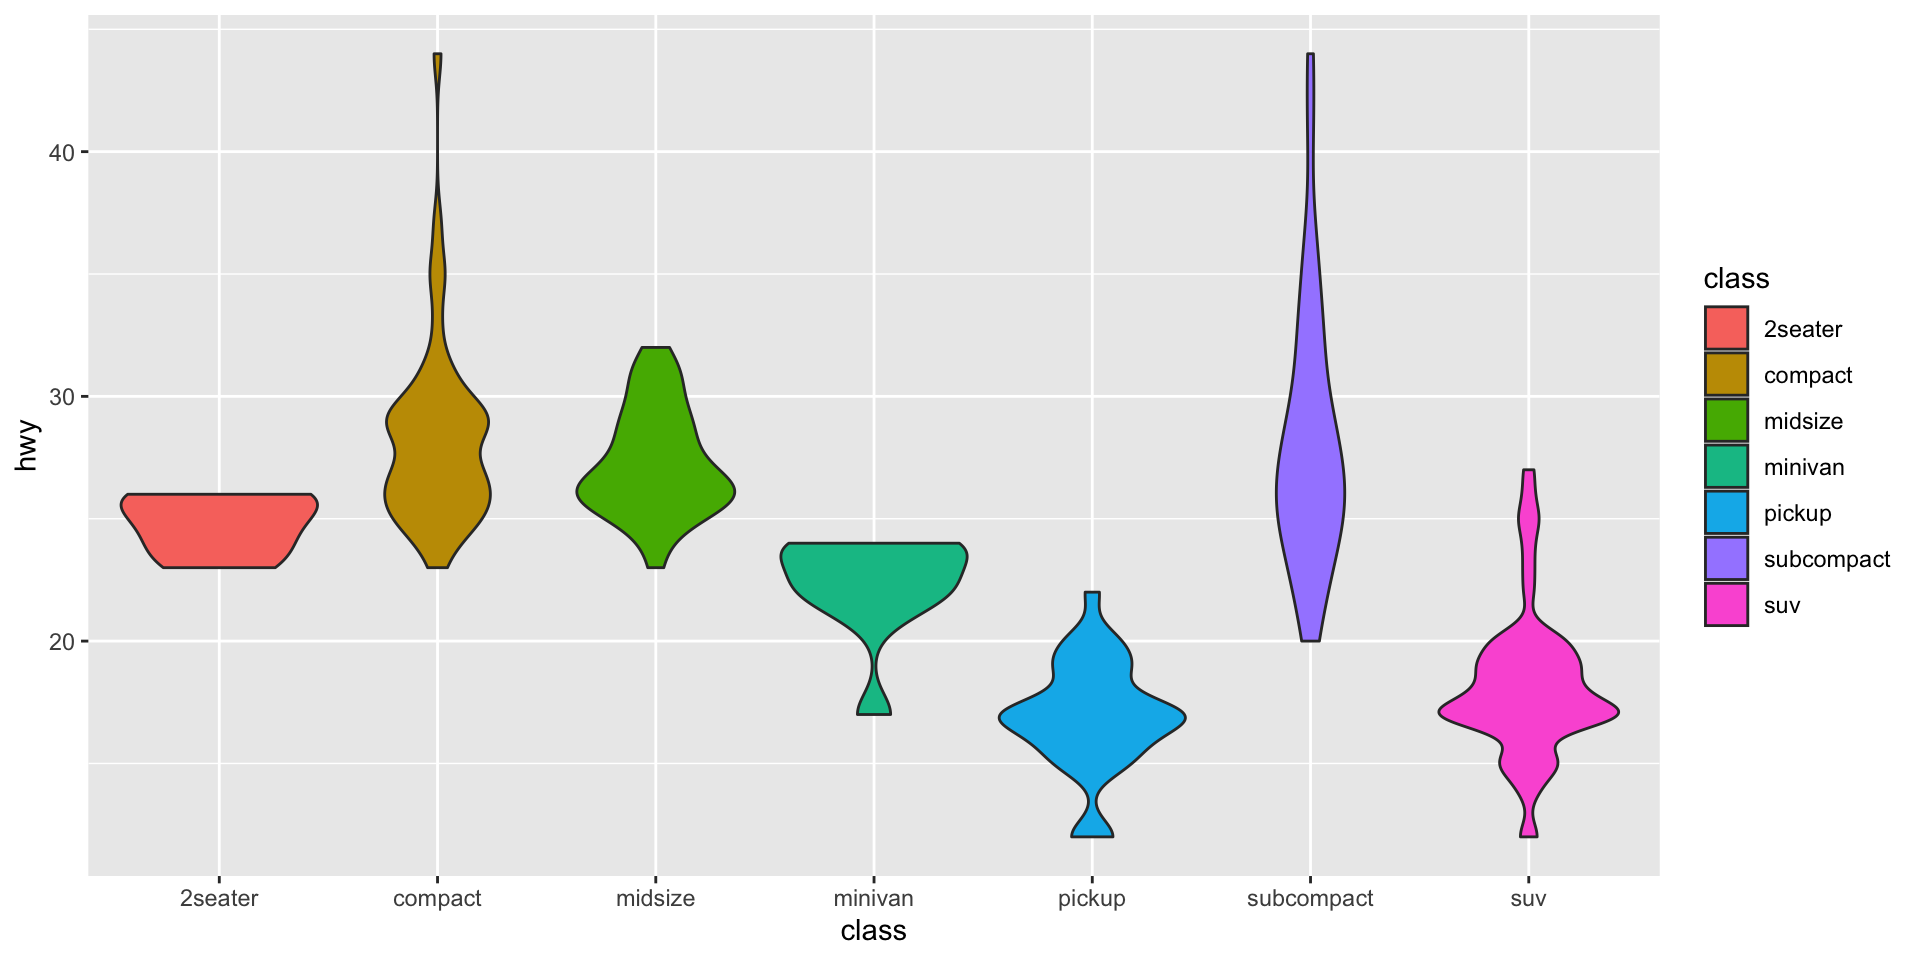 hwy
40
30
20
2seater compact midsize minivan pickup subcompact suv
class
class
2seater
compact
midsize
minivan
pickup
subcompact
suv